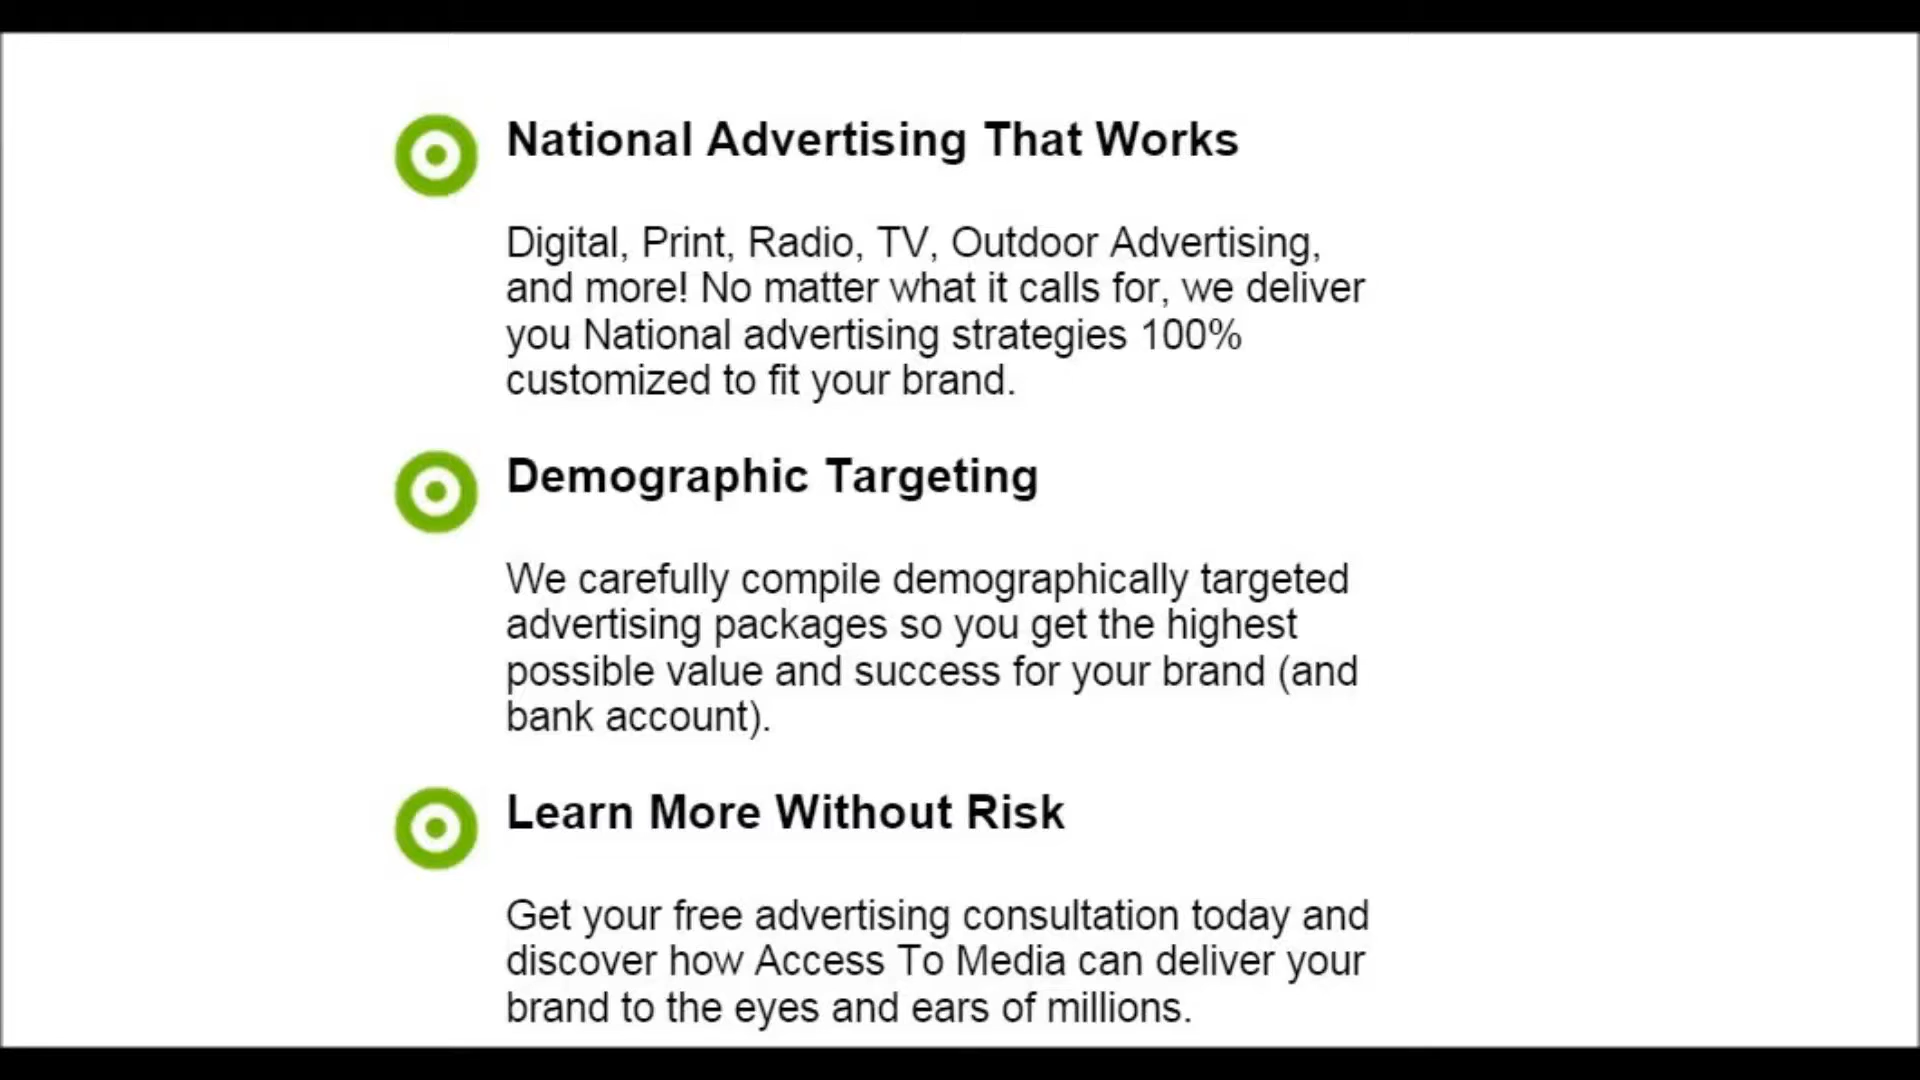 National Advertising That Works
Digital, Print, Radio, TV, Outdoor Advertising,
and more! No matter what it calls for, we deliver
you National advertising strategies 100%
customized to fit your brand.
Demographic Targeting
We carefully compile demographically targeted
advertising packages so you get the highest
possible value and success for your brand (and
bank account).
Learn More Without Risk
Get your free advertising consultation today and
discover how Access To Media can deliver your
brand to the eyes and ears of millions.